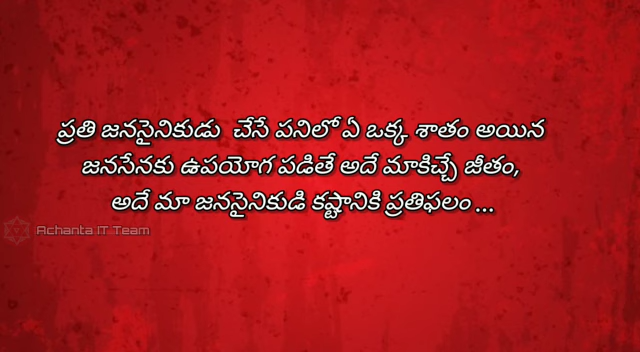 ప్రతి జనసైనికుడు చేసే పనిలో ఏ ఒక్క శాతం అయిన
జనసేనకు ఉపయోగ పడితే అదే మాకిచ్చే జీతం,
అదే మా జనసైనికుడి కష్టానికి ప్రతిఫలం ...
Achanta IT Team